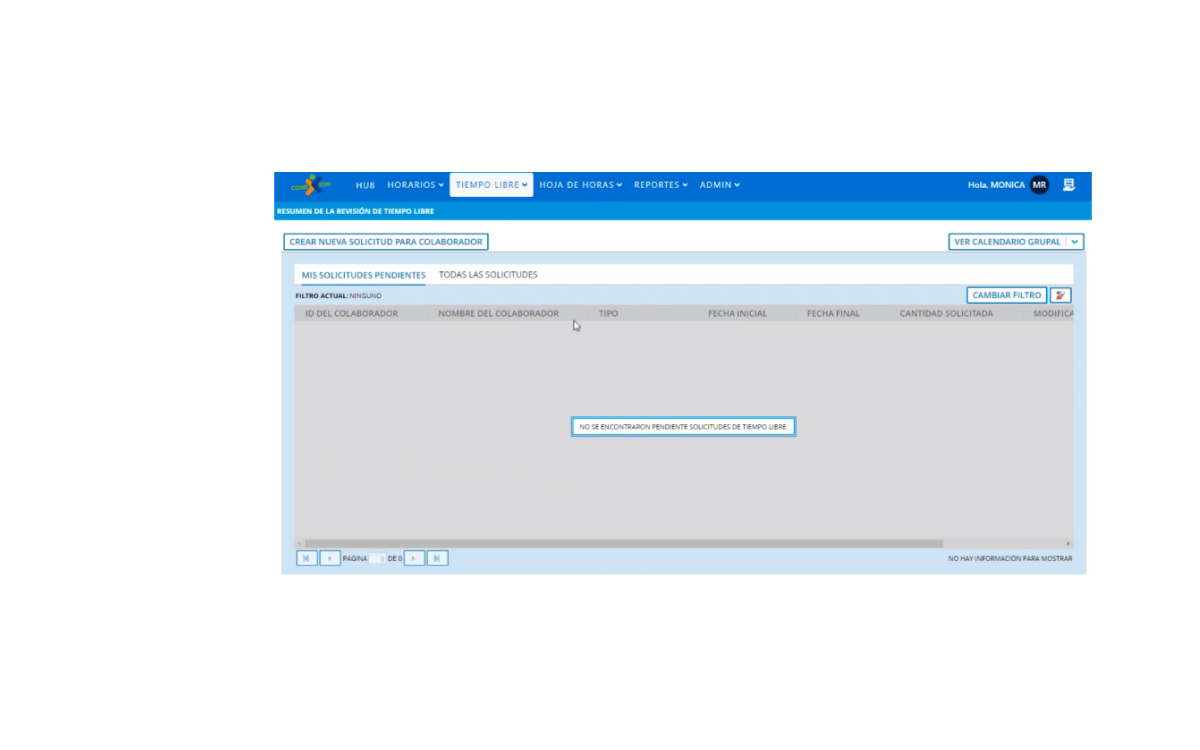 HUB HORARIOS TIEMPO LIBRE HOJA DE HORAS REPORTES ADMIN Hola, MONICA MR
RESUMEN DE LA REVISIÓN DE TIEMPO LIBRE
CREAR NUEVA SOLICITUD PARA COLABORADOR VER CALENDARIO GRUPAL
MIS SOLICITUDES PENDIENTES TODAS LAS SOLICITUDES
FILTRO ACTUAL: NINGUNO CAMBIAR FILTRO
ID DEL COLABORADOR NOMBRE DEL COLABORADOR TIPO FECHA INICIAL FECHA FINAL CANTIDAD SOLICITADA MODIFICA
NO SE ENCONTRARON PENDIENTE SOLICITUDES DE TIEMPO LIBRE.
PÁGINA 0 DE 0 NO HAY INFORMACIÓN PARA MOSTRAR